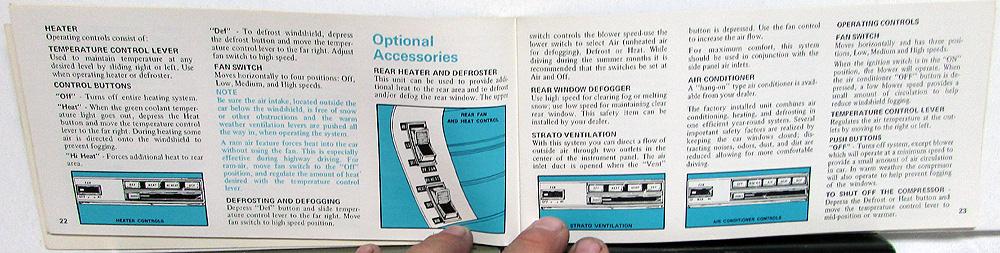 HEATER
Operating controls consist of:
TEMPERATURE CONTROL LEVER
Used to maintain temperature at any
desired level by sliding right or left. Use
when operating heater or defroster.
CONTROL BUTTONS
"Off" - Turns off entire heating system.
"Heat" - When the green coolant temper-
ature light goes out, depress the Heat
button and move the temperature control
lever to the far right. During heating some
air is directed onto the windshield to
prevent fogging.
"Hi Heat" - Forces additional heat to rear
area.
HEATER CONTROLS
22
"Def" - To defrost windshield, depress
the defrost button and move the temper-
ature control lever to the far right. Adjust
fan switch to high speed.
FAN SWITCH
Moves horizontally to four positions: Off,
Low, Medium, and High speeds.
NOTE
Be sure the air intake, located outside the
car below the windshield, is free of snow
or other obstructions and the warm
weather ventilation levers are pushed all
the way in, when operating the system.
A ram air feature forces heat into the car
without using the fan. This is especially
effective during highway driving. For
ram-air, move fan switch to the "Off"
position, and regulate the amount of heat
desired with the temperature control
lever.
DEFROSTING AND DEFOGGING
Depress "Def" button and slide temper-
ature control lever to the far right. Move
fan switch to high speed position.
Optional
Accessories
REAR HEATER AND DEFROSTER
This unit can be used to provide addi-
tional heat to the rear area and to defrost
and/or defog the rear window. The upper
REAR FAN
AND HEAT CONTROL
switch controls the blower speed-use the
lower switch to select Air (unheated air
for defogging), Defrost or Heat. While
driving during the summer months it is
recommended that the switches be set at
Air and Off.
REAR WINDOW DEFOGGER
Use high speed for clearing fog or melting
snow; use low speed for maintaining clear
rear window. This safety item can be
installed by your dealer.
STRATO VENTILATION
With this system you can direct a flow of
outside air through two outlets in the
center of the instrument panel. The air
inlet duct is opened when the "Vent"
STRATO VENTILATION
button is depressed. Use the fan control
to increase the air flow.
For maximum comfort, this system
should be used in conjunction with the
side panel air inlets.
AIR CONDITIONER
A "hang-on" type air conditioner is avail-
able from your dealer.
The factory installed unit combines air
conditioning, heating, and defrosting in
one efficient year-round system. Several
important safety factors are realized by
keeping the car windows closed; dis-
tracting noises, odors, dust, and dirt are
reduced allowing for more comfortable
driving.
AIR CONDITIONER CONTROLS
OPERATING CONTROLS
FAN SWITCH
Moves horizontally and has three posi-
tions, Low, Medium and High speeds.
When the ignition switch is in the "ON"
position, the blower will operate. When
the air conditioner "OFF" button is de-
pressed, a low blower speed provides a
small amount of circulation to help
reduce windshield fogging.
TEMPERATURE CONTROL LEVER
Regulates the air temperature at the out-
lets by moving to the right or left.
PUSH BUTTONS
"OFF" - Turns off system, except blower
which will operate at a minimum speed to
provide a small amount of air circulation
in car. In warm weather the compressor
will also operate to help prevent fogging
of the windows.
TO SHUT OFF THE COMPRESSOR -
Depress the Defrost or Heat button and
move the temperature control lever to
mid-position or warmer.
23